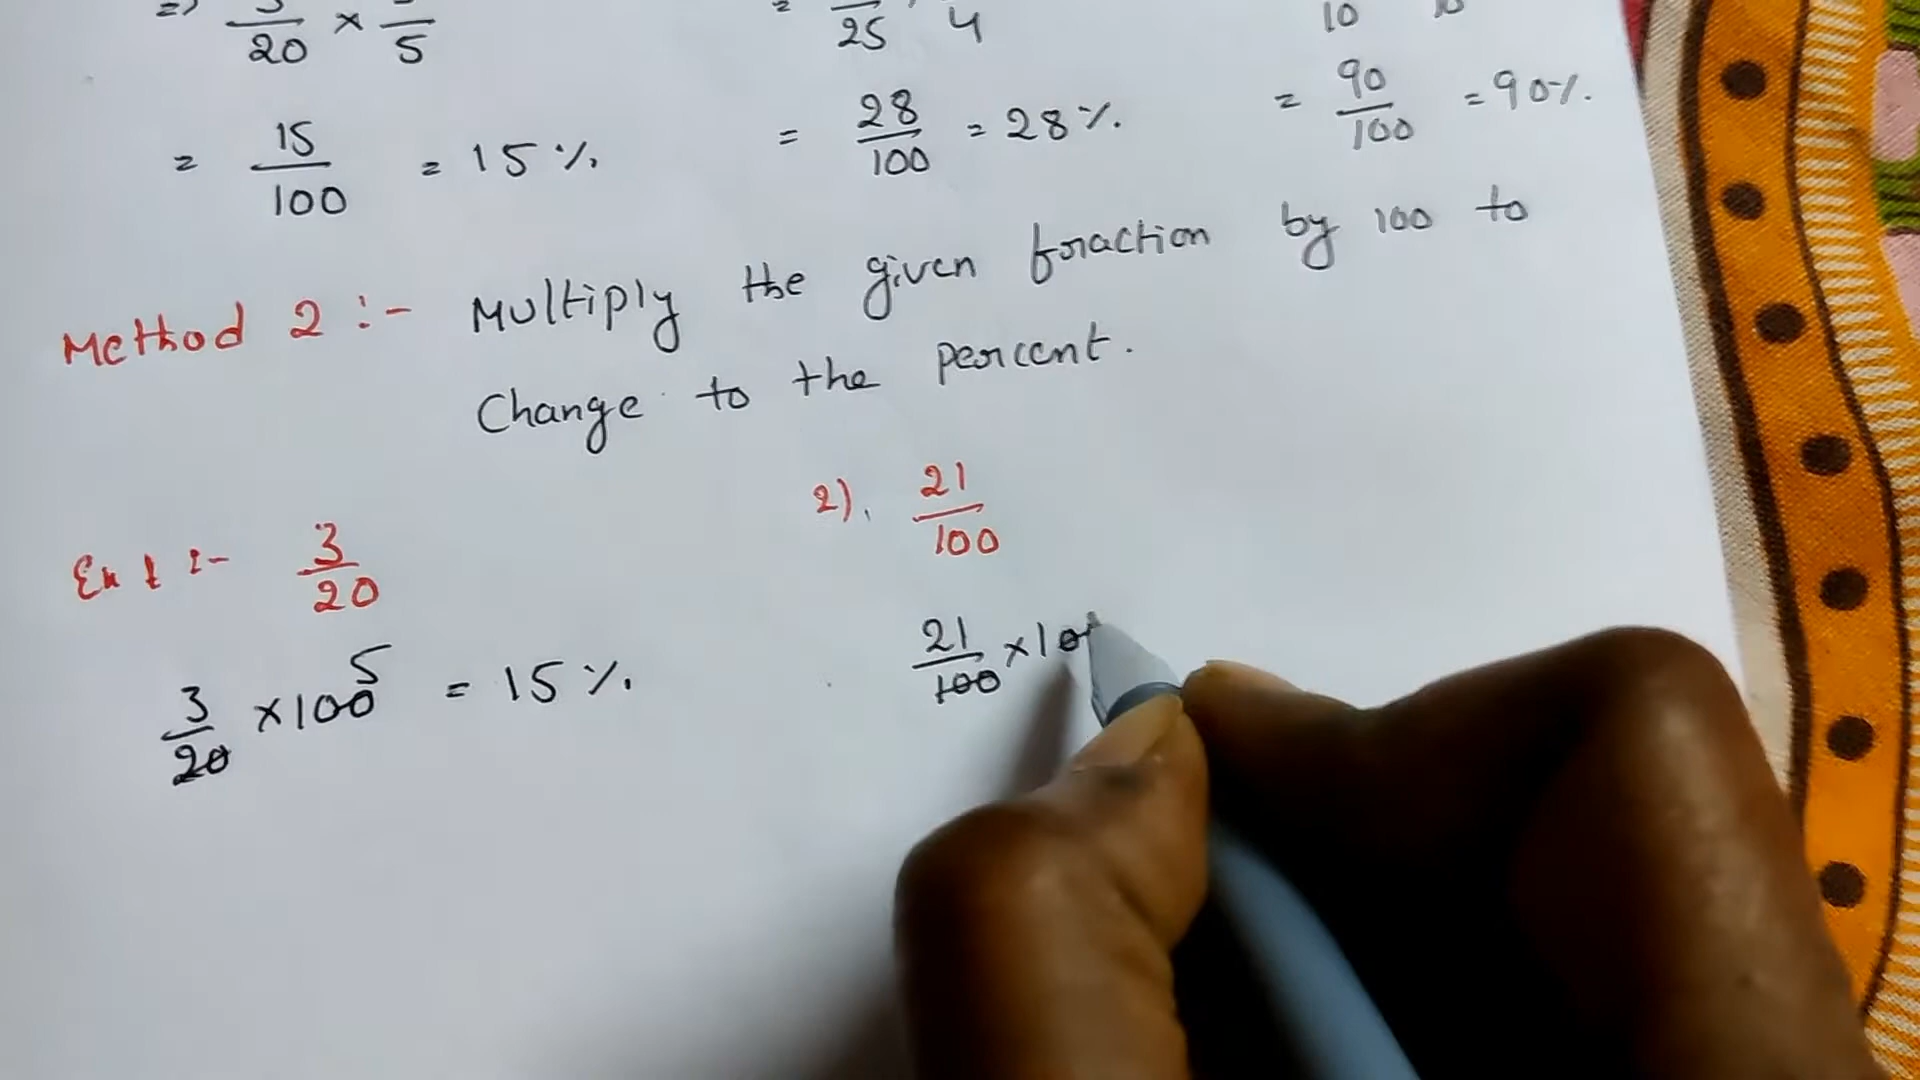 => 3/20 × /5
= 15/100 = 15%
= /25 , 4
= 28/100 = 28%.
10 10
= 90/100 = 90%.
Method 2 :- Multiply the given fraction by 100 to
Change to the percent.
Ex 1 :- 3/20
3/20 × 100 5 = 15%.
2). 21/100
21/100 × 10